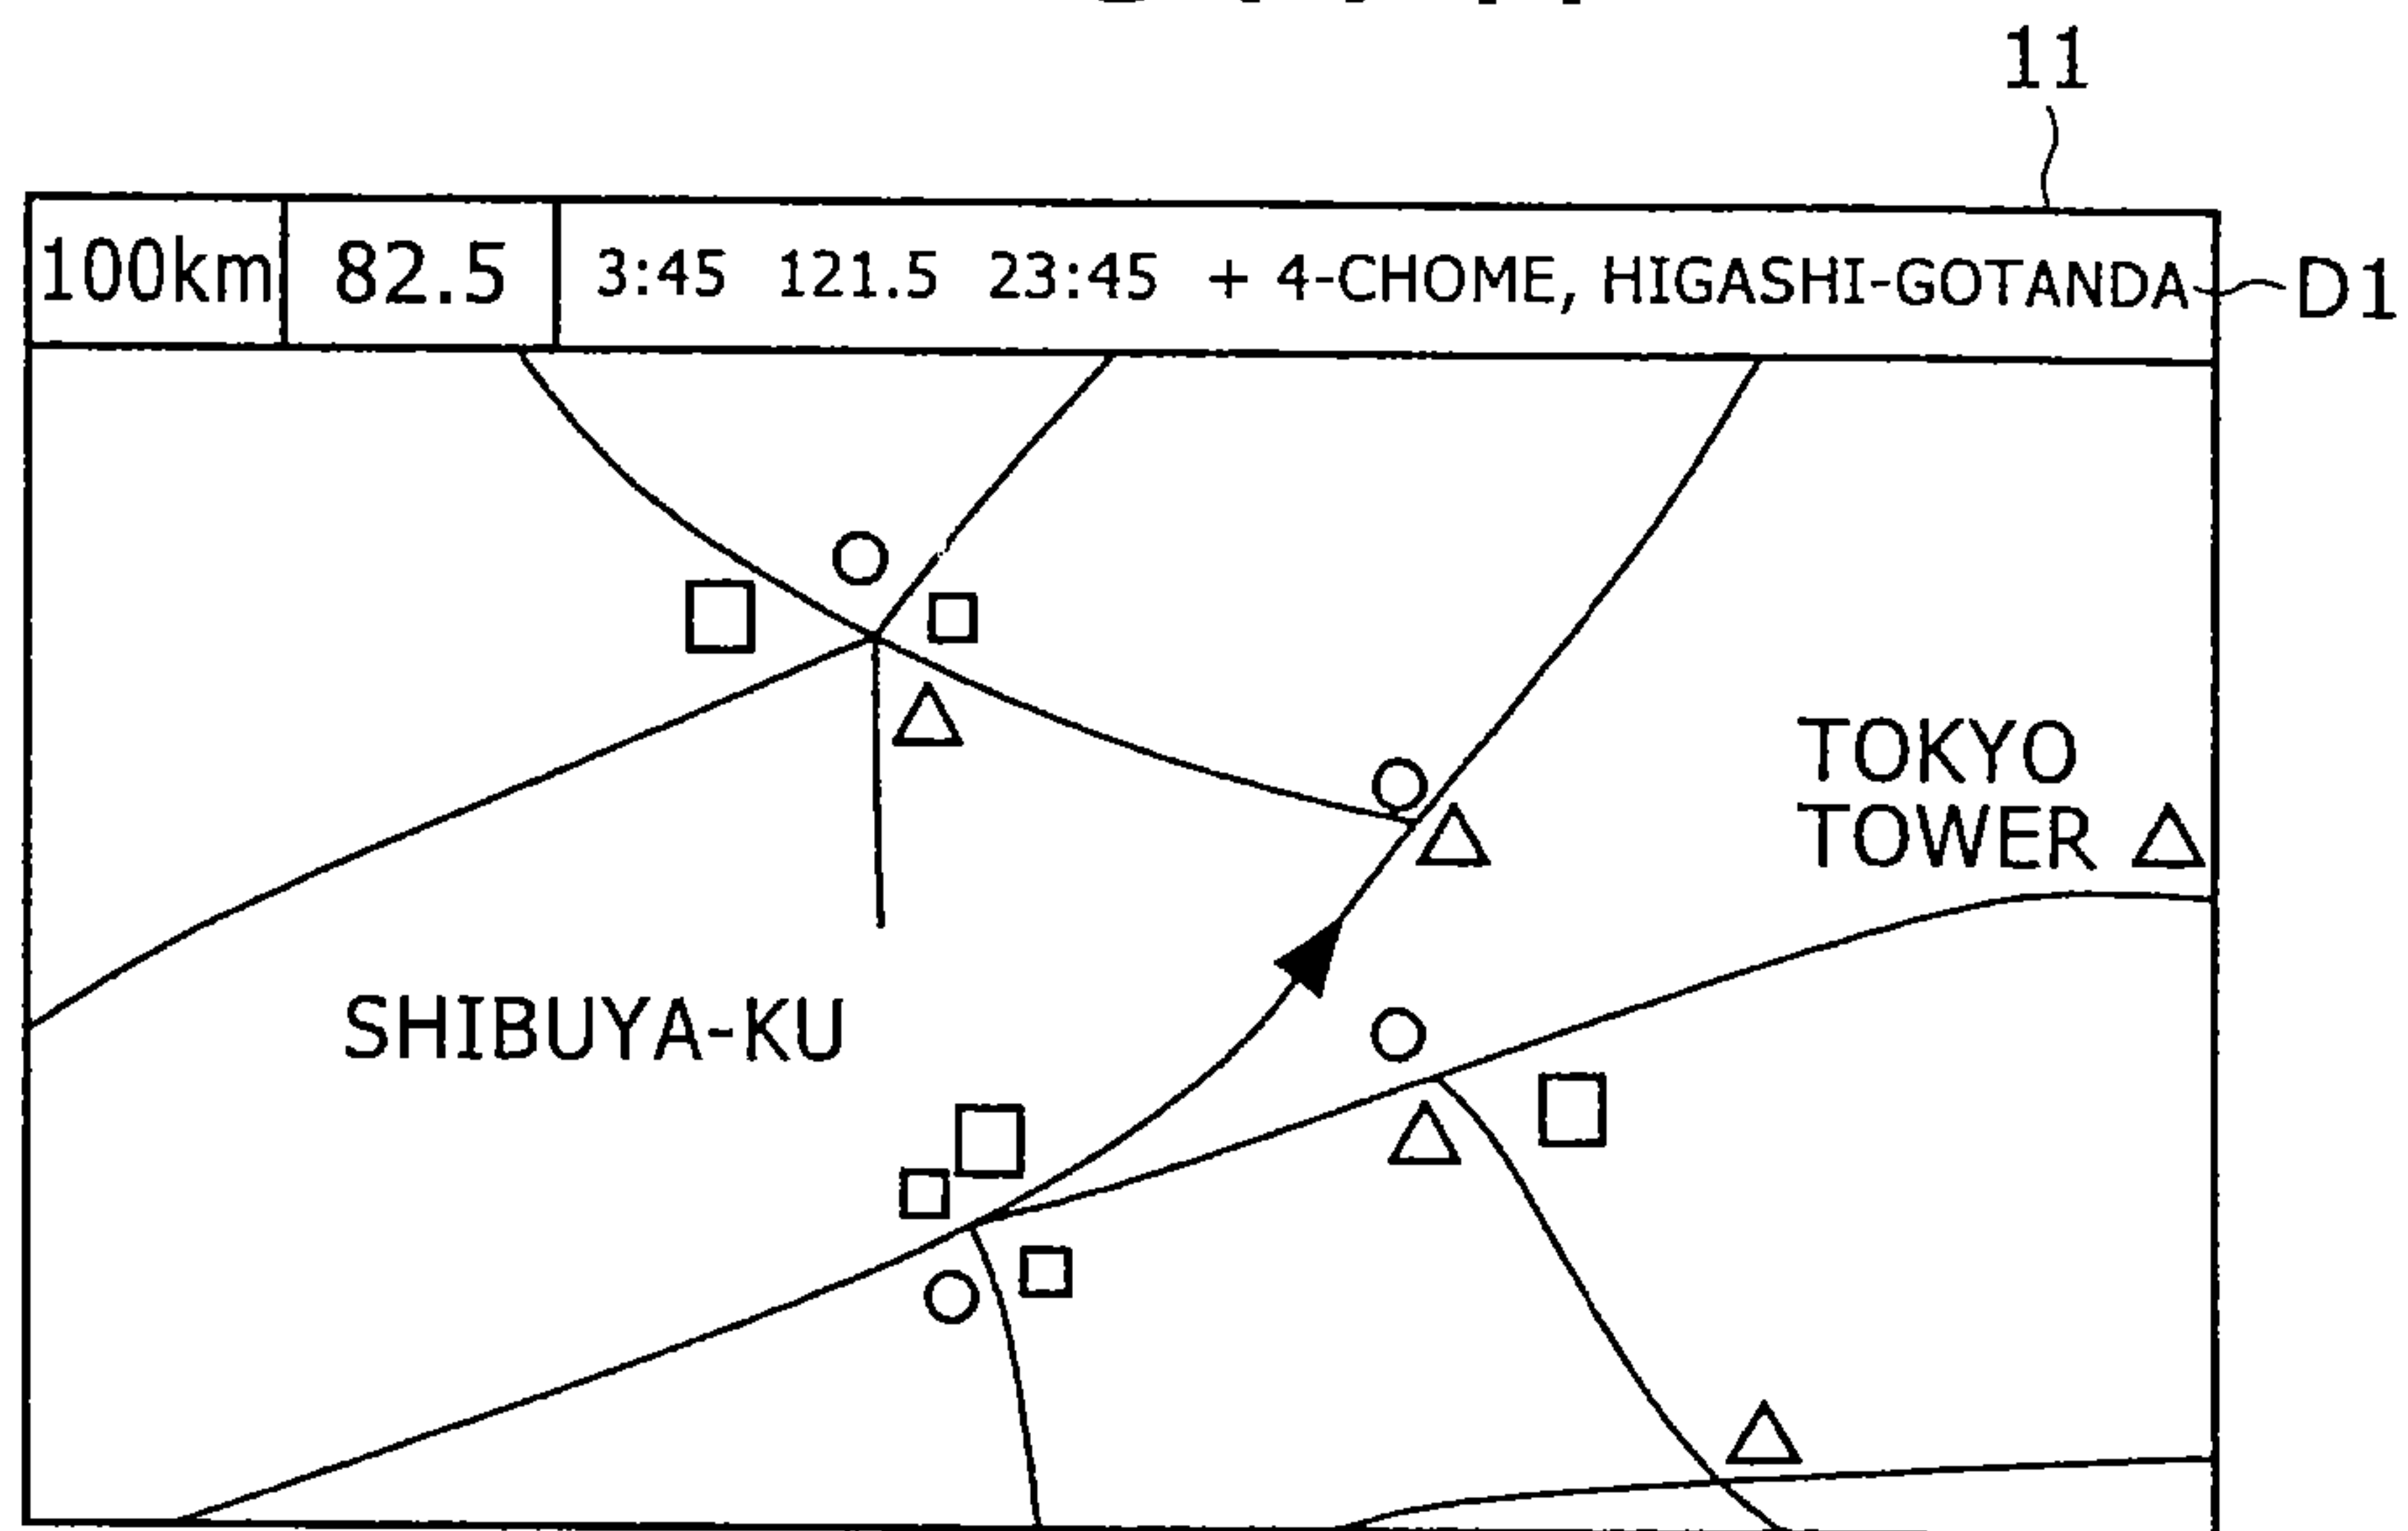 11
100km 82.5 3:45 121.5 23:45 + 4-CHOME, HIGASHI-GOTANDA D1
TOKYO
TOWER
SHIBUYA-KU